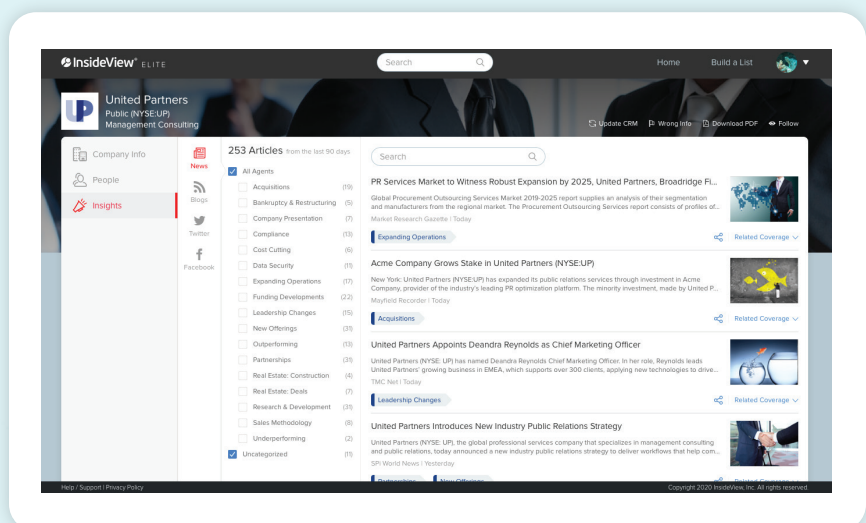 InsideView® ELITE
Search
Home
Build a List
UP
United Partners
Public (NYSE:UP)
Management Consulting
Update CRM
Wrong Info
Download PDF
Follow
Company Info
People
Insights
News
Blogs
Twitter
Facebook
253 Articles from the last 90 days
All Agents
Acquisitions (19)
Bankruptcy & Restructuring (5)
Company Presentation (7)
Compliance (13)
Cost Cutting (6)
Data Security (11)
Expanding Operations (17)
Funding Developments (22)
Leadership Changes (15)
New Offerings (31)
Outperforming (13)
Partnerships (31)
Real Estate: Construction (4)
Real Estate: Deals (7)
Research & Development (31)
Sales Methodology (8)
Underperforming (2)
Uncategorized (11)
Search
PR Services Market to Witness Robust Expansion by 2025, United Partners, Broadridge Fi...
Global Procurement Outsourcing Services Market 2019-2025 report supplies an analysis of their segmentation
and manufacturers from the regional market. The Procurement Outsourcing Services report consists of profiles of...
Market Research Gazette | Today
Expanding Operations
Related Coverage
Acme Company Grows Stake in United Partners (NYSE:UP)
New York: United Partners (NYSE:UP) has expanded its public relations services through investment in Acme
Company, provider of the industry's leading PR optimization platform. The minority investment, made by United P...
Mayfield Recorder | Today
Acquisitions
Related Coverage
United Partners Appoints Deandra Reynolds as Chief Marketing Officer
United Partners (NYSE: UP) has named Deandra Reynolds Chief Marketing Officer. In her role, Reynolds leads
United Partners' growing business in EMEA, which supports over 300 clients, applying new technologies to drive...
TMC Net | Today
Leadership Changes
Related Coverage
United Partners Introduces New Industry Public Relations Strategy
United Partners (NYSE: UP), the global professional services company that specializes in management consulting
and public relations, today announced a new industry public relations strategy to deliver workflows that help com...
SPi World News | Yesterday
Partnerships
New Offerings
Related Coverage
Help / Support | Privacy Policy
Copyright 2020 InsideView, Inc. All rights reserved